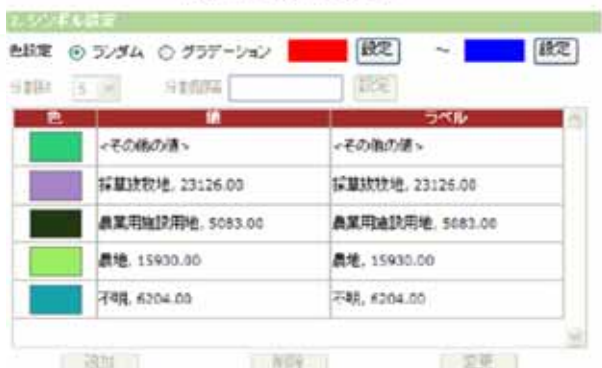 2.シンボル設定
色設定 ランダム グラデーション 設定 ～ 設定
分割数 5 分割間隔 設定
色 値 ラベル
<その他の値> <その他の値>
採草放牧地, 23126.00 採草放牧地, 23126.00
農業用施設用地, 5083.00 農業用施設用地, 5083.00
農地, 15930.00 農地, 15930.00
不明, 6204.00 不明, 6204.00
追加 削除 変更